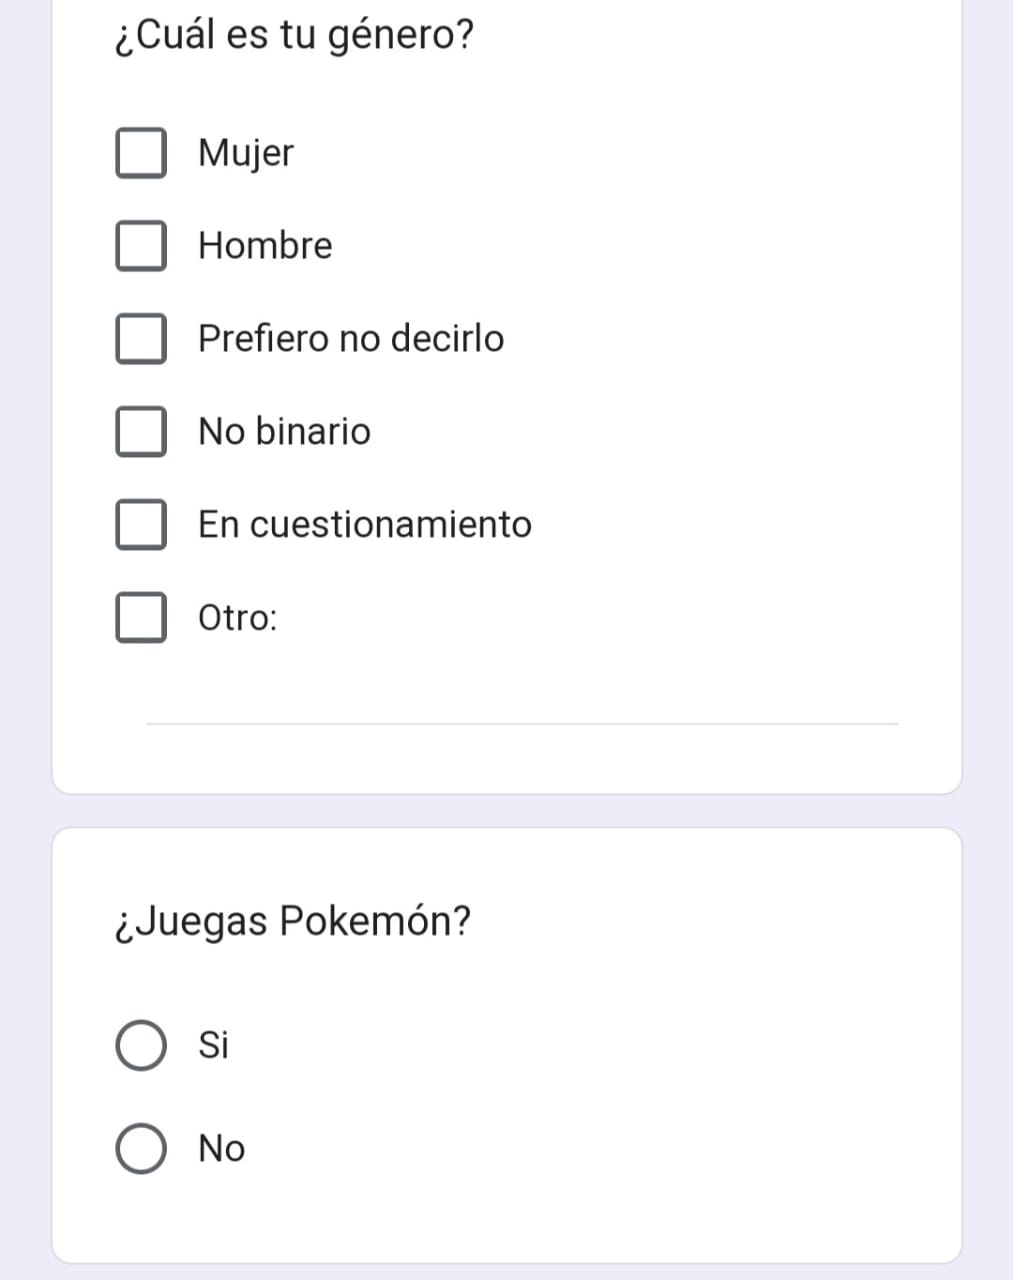 ¿Cuál es tu género?
Mujer
Hombre
Prefiero no decirlo
No binario
En cuestionamiento
Otro:
¿Juegas Pokemón?
Si
No